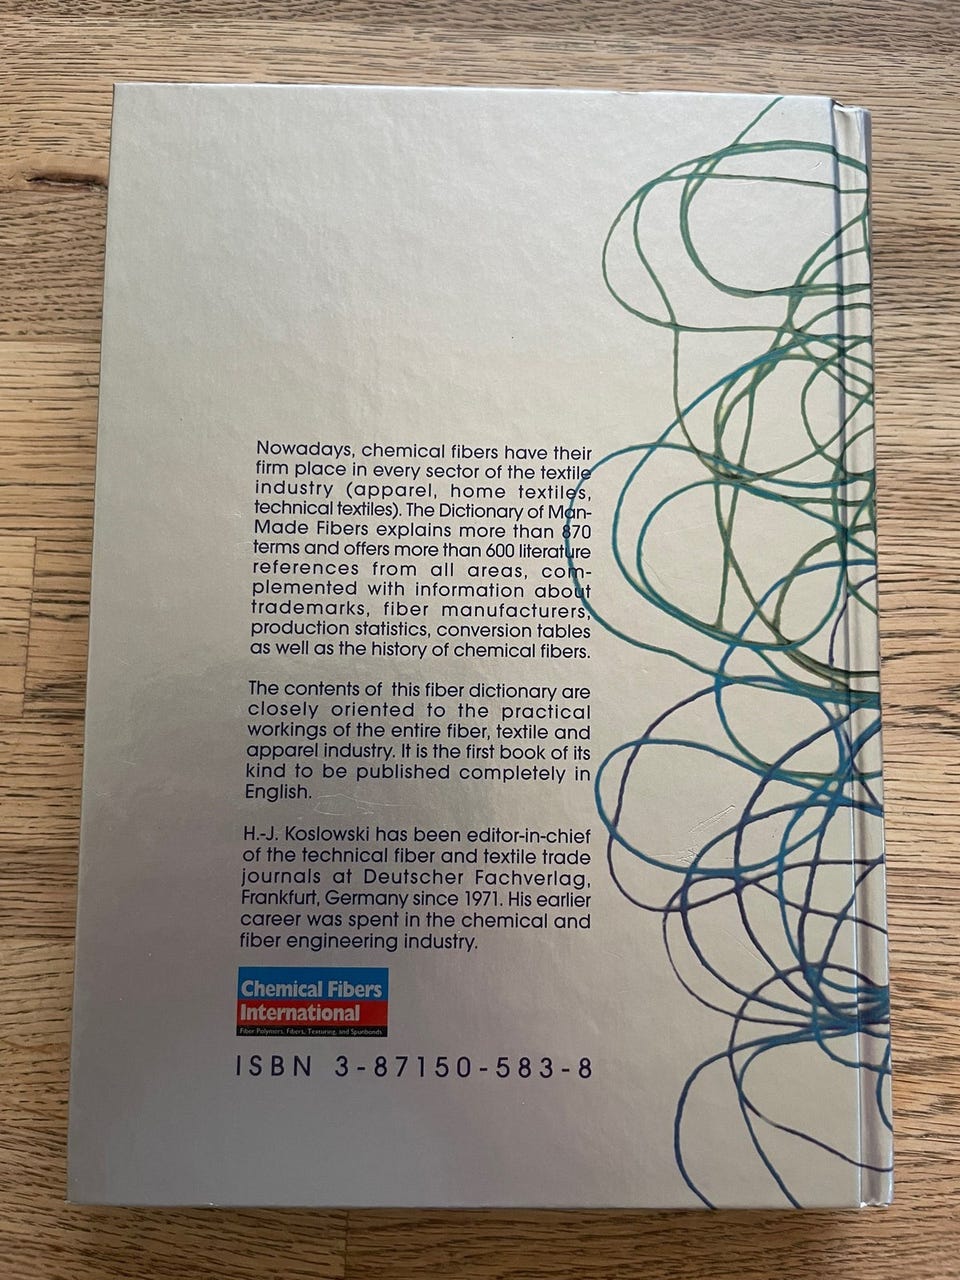 Nowadays, chemical fibers have their
firm place in every sector of the textile
industry (apparel, home textiles,
technical textiles). The Dictionary of Man-
Made Fibers explains more than 870
terms and offers more than 600 literature
references from all areas, com-
plemented with information about
trademarks, fiber manufacturers,
production statistics, conversion tables
as well as the history of chemical fibers.
The contents of this fiber dictionary are
closely oriented to the practical
workings of the entire fiber, textile and
apparel industry. It is the first book of its
kind to be published completely in
English.
H.-J. Koslowski has been editor-in-chief
of the technical fiber and textile trade
journals at Deutscher Fachverlag,
Frankfurt, Germany since 1971. His earlier
career was spent in the chemical and
fiber engineering industry.
Chemical Fibers
International
Fiber Polymers, Fibers, Texturing, and Spunbonds
ISBN 3-87150-583-8